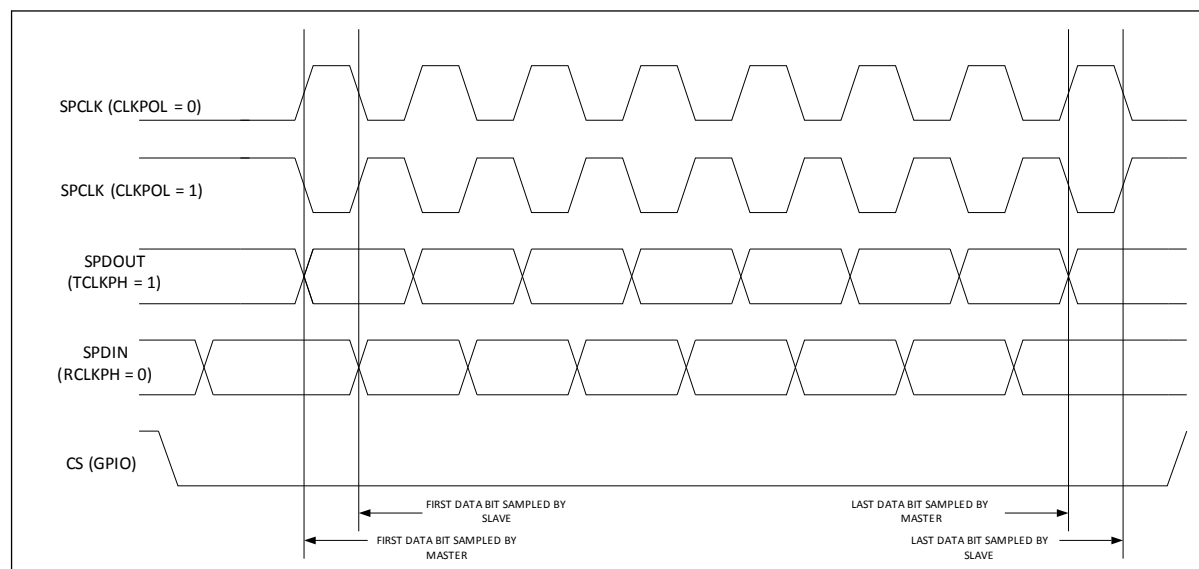 SPCLK (CLKPOL = 0)
SPCLK (CLKPOL = 1)
SPDOUT
(TCLKPH = 1)
SPDIN
(RCLKPH = 0)
CS (GPIO)
FIRST DATA BIT SAMPLED BY
SLAVE
LAST DATA BIT SAMPLED BY
MASTER
FIRST DATA BIT SAMPLED BY
MASTER
LAST DATA BIT SAMPLED BY
SLAVE